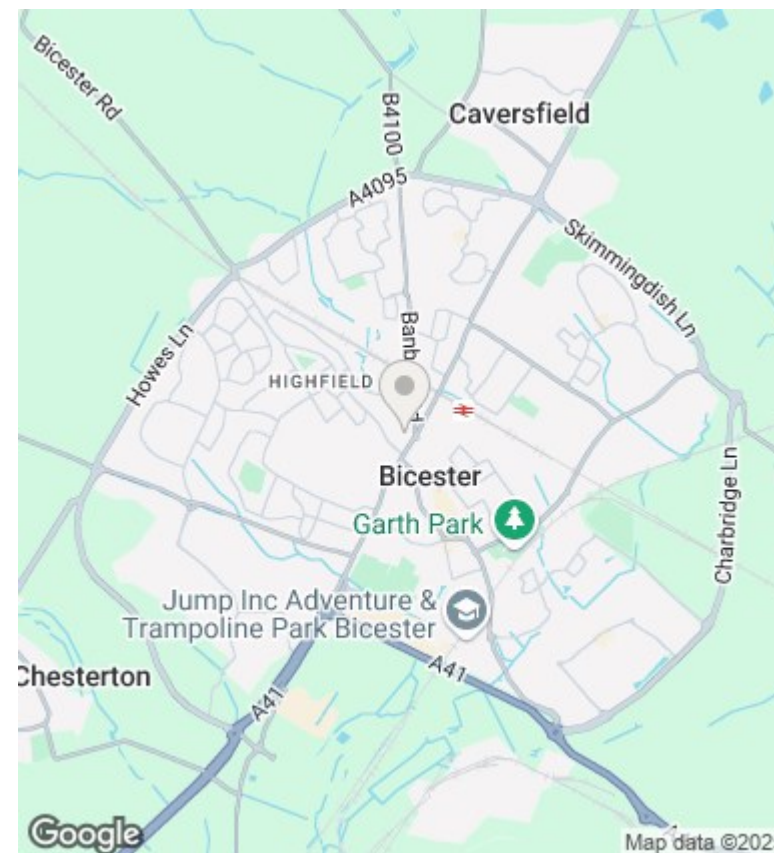 Bicester Rd
B4100
Caversfield
A4095
Skimmingdish Ln
Howes Ln
Banb
HIGHFIELD
Bicester
Garth Park
Charbridge Ln
Jump Inc Adventure &
Trampoline Park Bicester
Chesterton
A41
A41
Google
Map data ©202